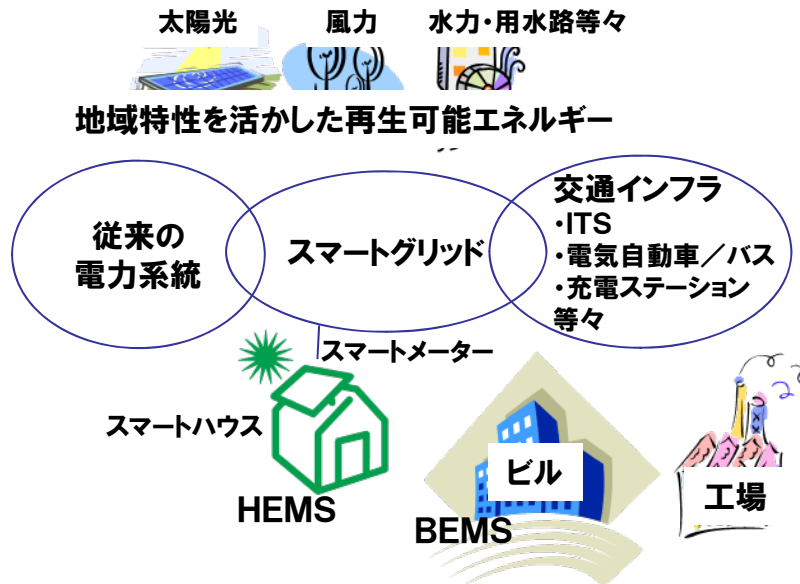 太陽光
風力
水力・用水路等々
地域特性を活かした再生可能エネルギー
従来の
電力系統
スマートグリッド
交通インフラ
・ITS
・電気自動車／バス
・充電ステーション
等々
スマートメーター
スマートハウス
HEMS
ビル
BEMS
工場